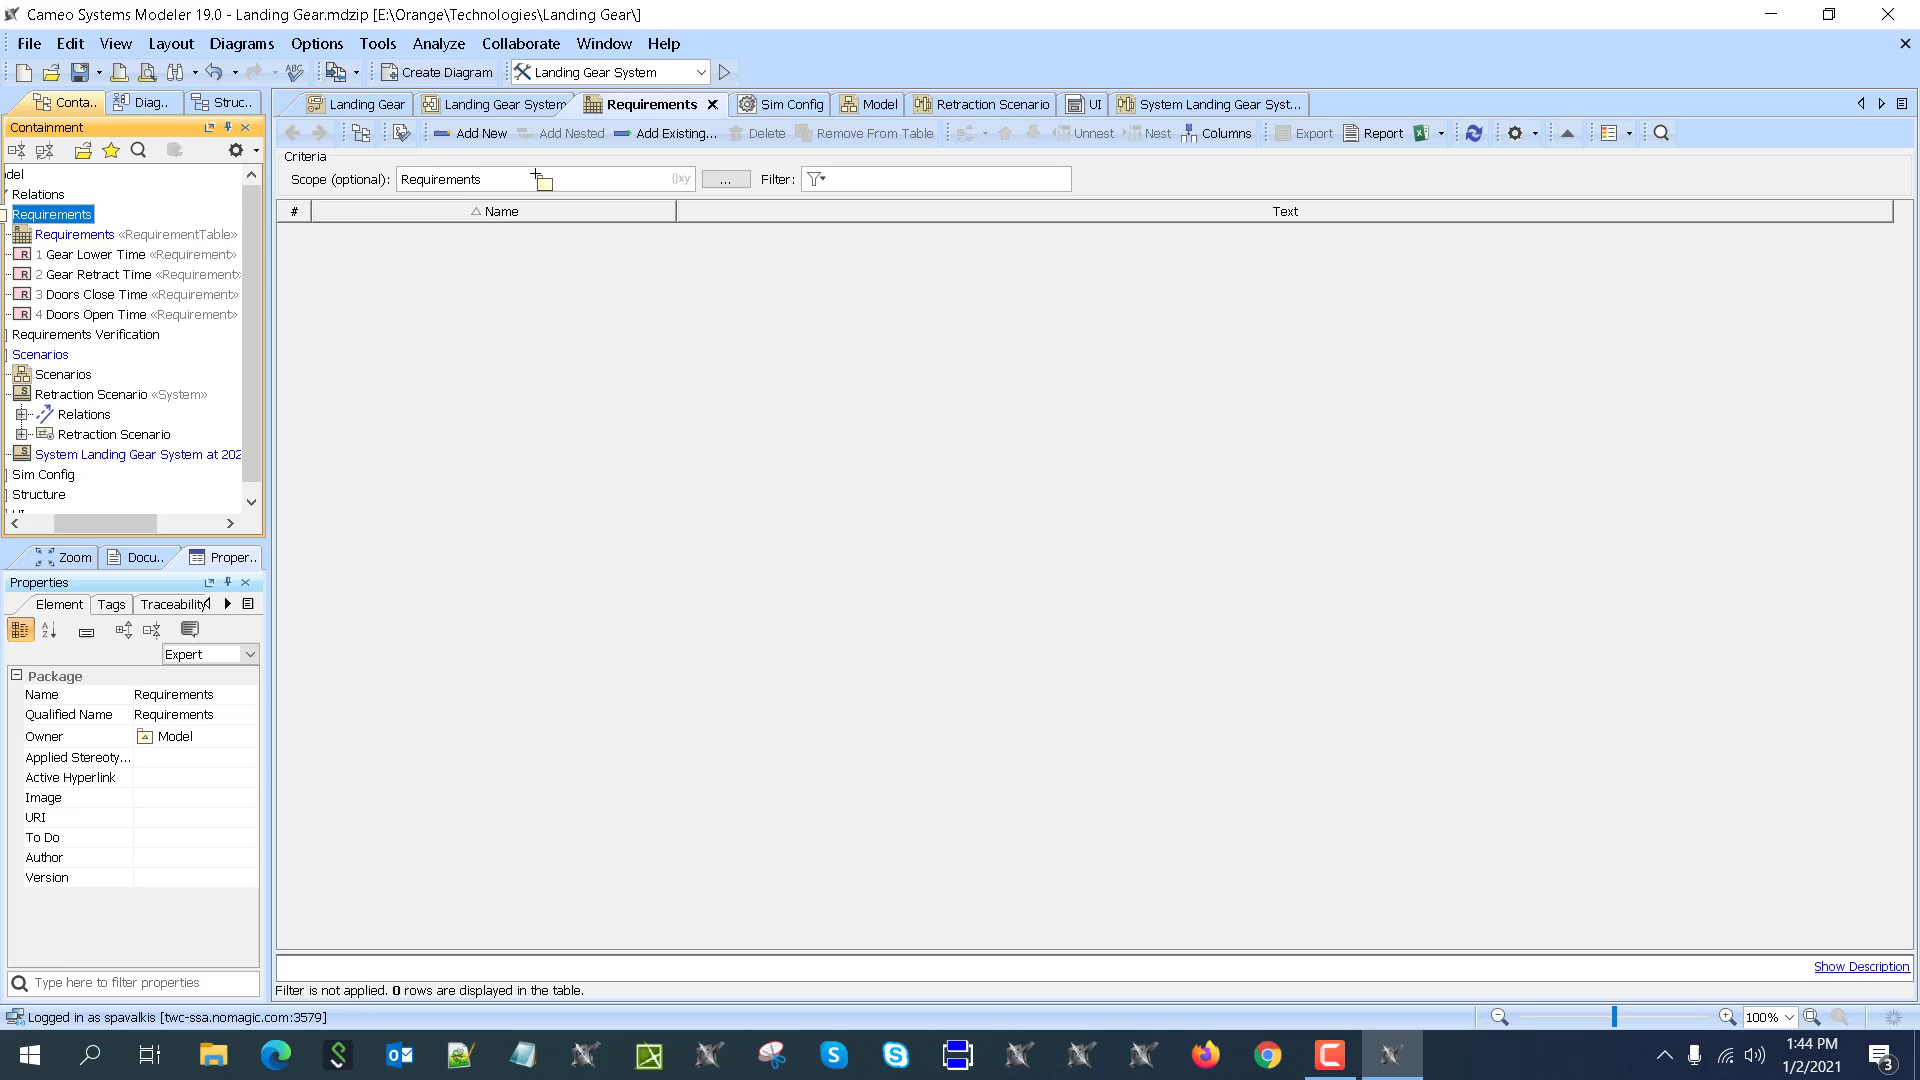 Cameo Systems Modeler 19.0 - Landing Gear.mdzip [E:\Orange\Technologies\Landing Gear\]
File Edit View Layout Diagrams Options Tools Analyze Collaborate Window Help
Create Diagram Landing Gear System
Conta.. Diag.. Struc..
Landing Gear Landing Gear System Requirements Sim Config Model Retraction Scenario UI System Landing Gear Syst...
Containment
Add New Add Nested Add Existing... Delete Remove From Table Unnest Nest Columns Export Report
Criteria
Scope (optional): Requirements {}xy ... Filter:
# Name Text
del
Relations
Requirements
Requirements «RequirementTable»
R 1 Gear Lower Time «Requirement»
R 2 Gear Retract Time «Requirement»
R 3 Doors Close Time «Requirement»
R 4 Doors Open Time «Requirement»
Requirements Verification
Scenarios
Scenarios
Retraction Scenario «System»
Relations
Retraction Scenario
System Landing Gear System at 202
Sim Config
Structure
Zoom Docu.. Proper..
Properties
Element Tags Traceability
Expert
Package
Name Requirements
Qualified Name Requirements
Owner Model
Applied Stereoty...
Active Hyperlink
Image
URI
To Do
Author
Version
Type here to filter properties
Show Description
Filter is not applied. 0 rows are displayed in the table.
Logged in as spavalkis [twc-ssa.nomagic.com:3579]
100%
1:44 PM
1/2/2021
3